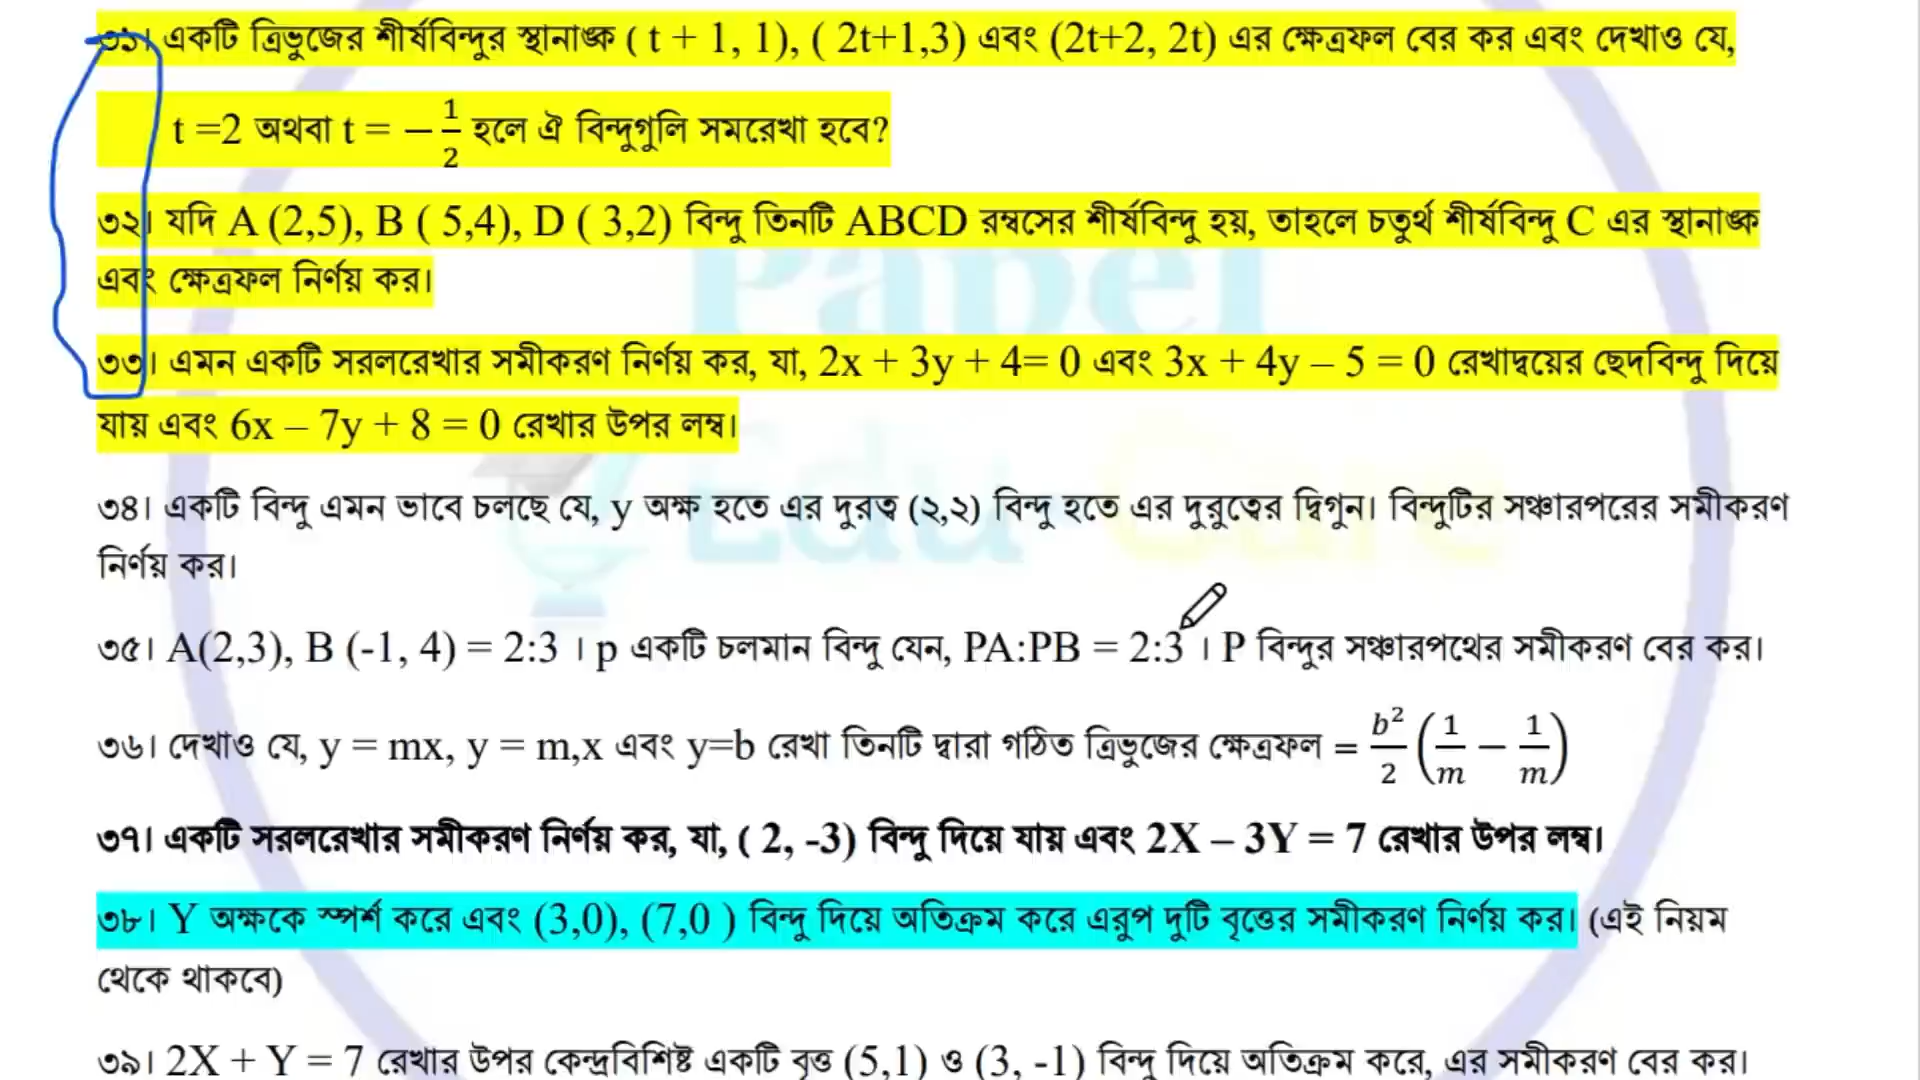 ৩১। একটি ত্রিভুজের শীর্ষবিন্দুর স্থানাঙ্ক ( t + 1, 1), ( 2t+1,3) এবং (2t+2, 2t) এর ক্ষেত্রফল বের কর এবং দেখাও যে,
t =2 অথবা t = − 1/2 হলে ঐ বিন্দুগুলি সমরেখা হবে?
৩২। যদি A (2,5), B ( 5,4), D ( 3,2) বিন্দু তিনটি ABCD রম্বসের শীর্ষবিন্দু হয়, তাহলে চতুর্থ শীর্ষবিন্দু C এর স্থানাঙ্ক
এবং ক্ষেত্রফল নির্ণয় কর।
৩৩। এমন একটি সরলরেখার সমীকরণ নির্ণয় কর, যা, 2x + 3y + 4= 0 এবং 3x + 4y – 5 = 0 রেখাদ্বয়ের ছেদবিন্দু দিয়ে
যায় এবং 6x – 7y + 8 = 0 রেখার উপর লম্ব।
৩৪। একটি বিন্দু এমন ভাবে চলছে যে, y অক্ষ হতে এর দুরত্ব (২,২) বিন্দু হতে এর দুরুত্বের দ্বিগুন। বিন্দুটির সঞ্চারপরের সমীকরণ
নির্ণয় কর।
৩৫। A(2,3), B (-1, 4) = 2:3 । p একটি চলমান বিন্দু যেন, PA:PB = 2:3 । P বিন্দুর সঞ্চারপথের সমীকরণ বের কর।
৩৬। দেখাও যে, y = mx, y = m,x এবং y=b রেখা তিনটি দ্বারা গঠিত ত্রিভুজের ক্ষেত্রফল = b²/2 (1/m − 1/m)
৩৭। একটি সরলরেখার সমীকরণ নির্ণয় কর, যা, ( 2, -3) বিন্দু দিয়ে যায় এবং 2X – 3Y = 7 রেখার উপর লম্ব।
৩৮। Y অক্ষকে স্পর্শ করে এবং (3,0), (7,0 ) বিন্দু দিয়ে অতিক্রম করে এরুপ দুটি বৃত্তের সমীকরণ নির্ণয় কর। (এই নিয়ম
থেকে থাকবে)
৩৯। 2X + Y = 7 রেখার উপর কেন্দ্রবিশিষ্ট একটি বৃত্ত (5,1) ও (3, -1) বিন্দু দিয়ে অতিক্রম করে, এর সমীকরণ বের কর।
Papel
Edu Care